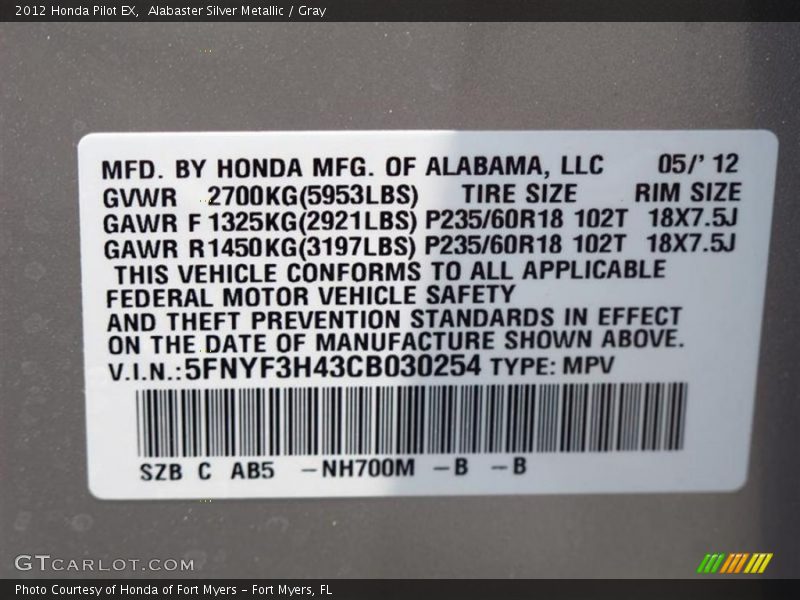 2012 Honda Pilot EX,  Alabaster Silver Metallic / Gray
MFD. BY HONDA MFG. OF ALABAMA, LLC 05/' 12
GVWR 2700KG(5953LBS) TIRE SIZE RIM SIZE
GAWR F 1325KG(2921LBS) P235/60R18 102T 18X7.5J
GAWR R1450KG(3197LBS) P235/60R18 102T 18X7.5J
THIS VEHICLE CONFORMS TO ALL APPLICABLE
FEDERAL MOTOR VEHICLE SAFETY
AND THEFT PREVENTION STANDARDS IN EFFECT
ON THE DATE OF MANUFACTURE SHOWN ABOVE.
V.I.N.:5FNYF3H43CB030254 TYPE: MPV
SZB C AB5 –NH700M –B –B
GTCARLOT.COM
Photo Courtesy of Honda of Fort Myers – Fort Myers, FL